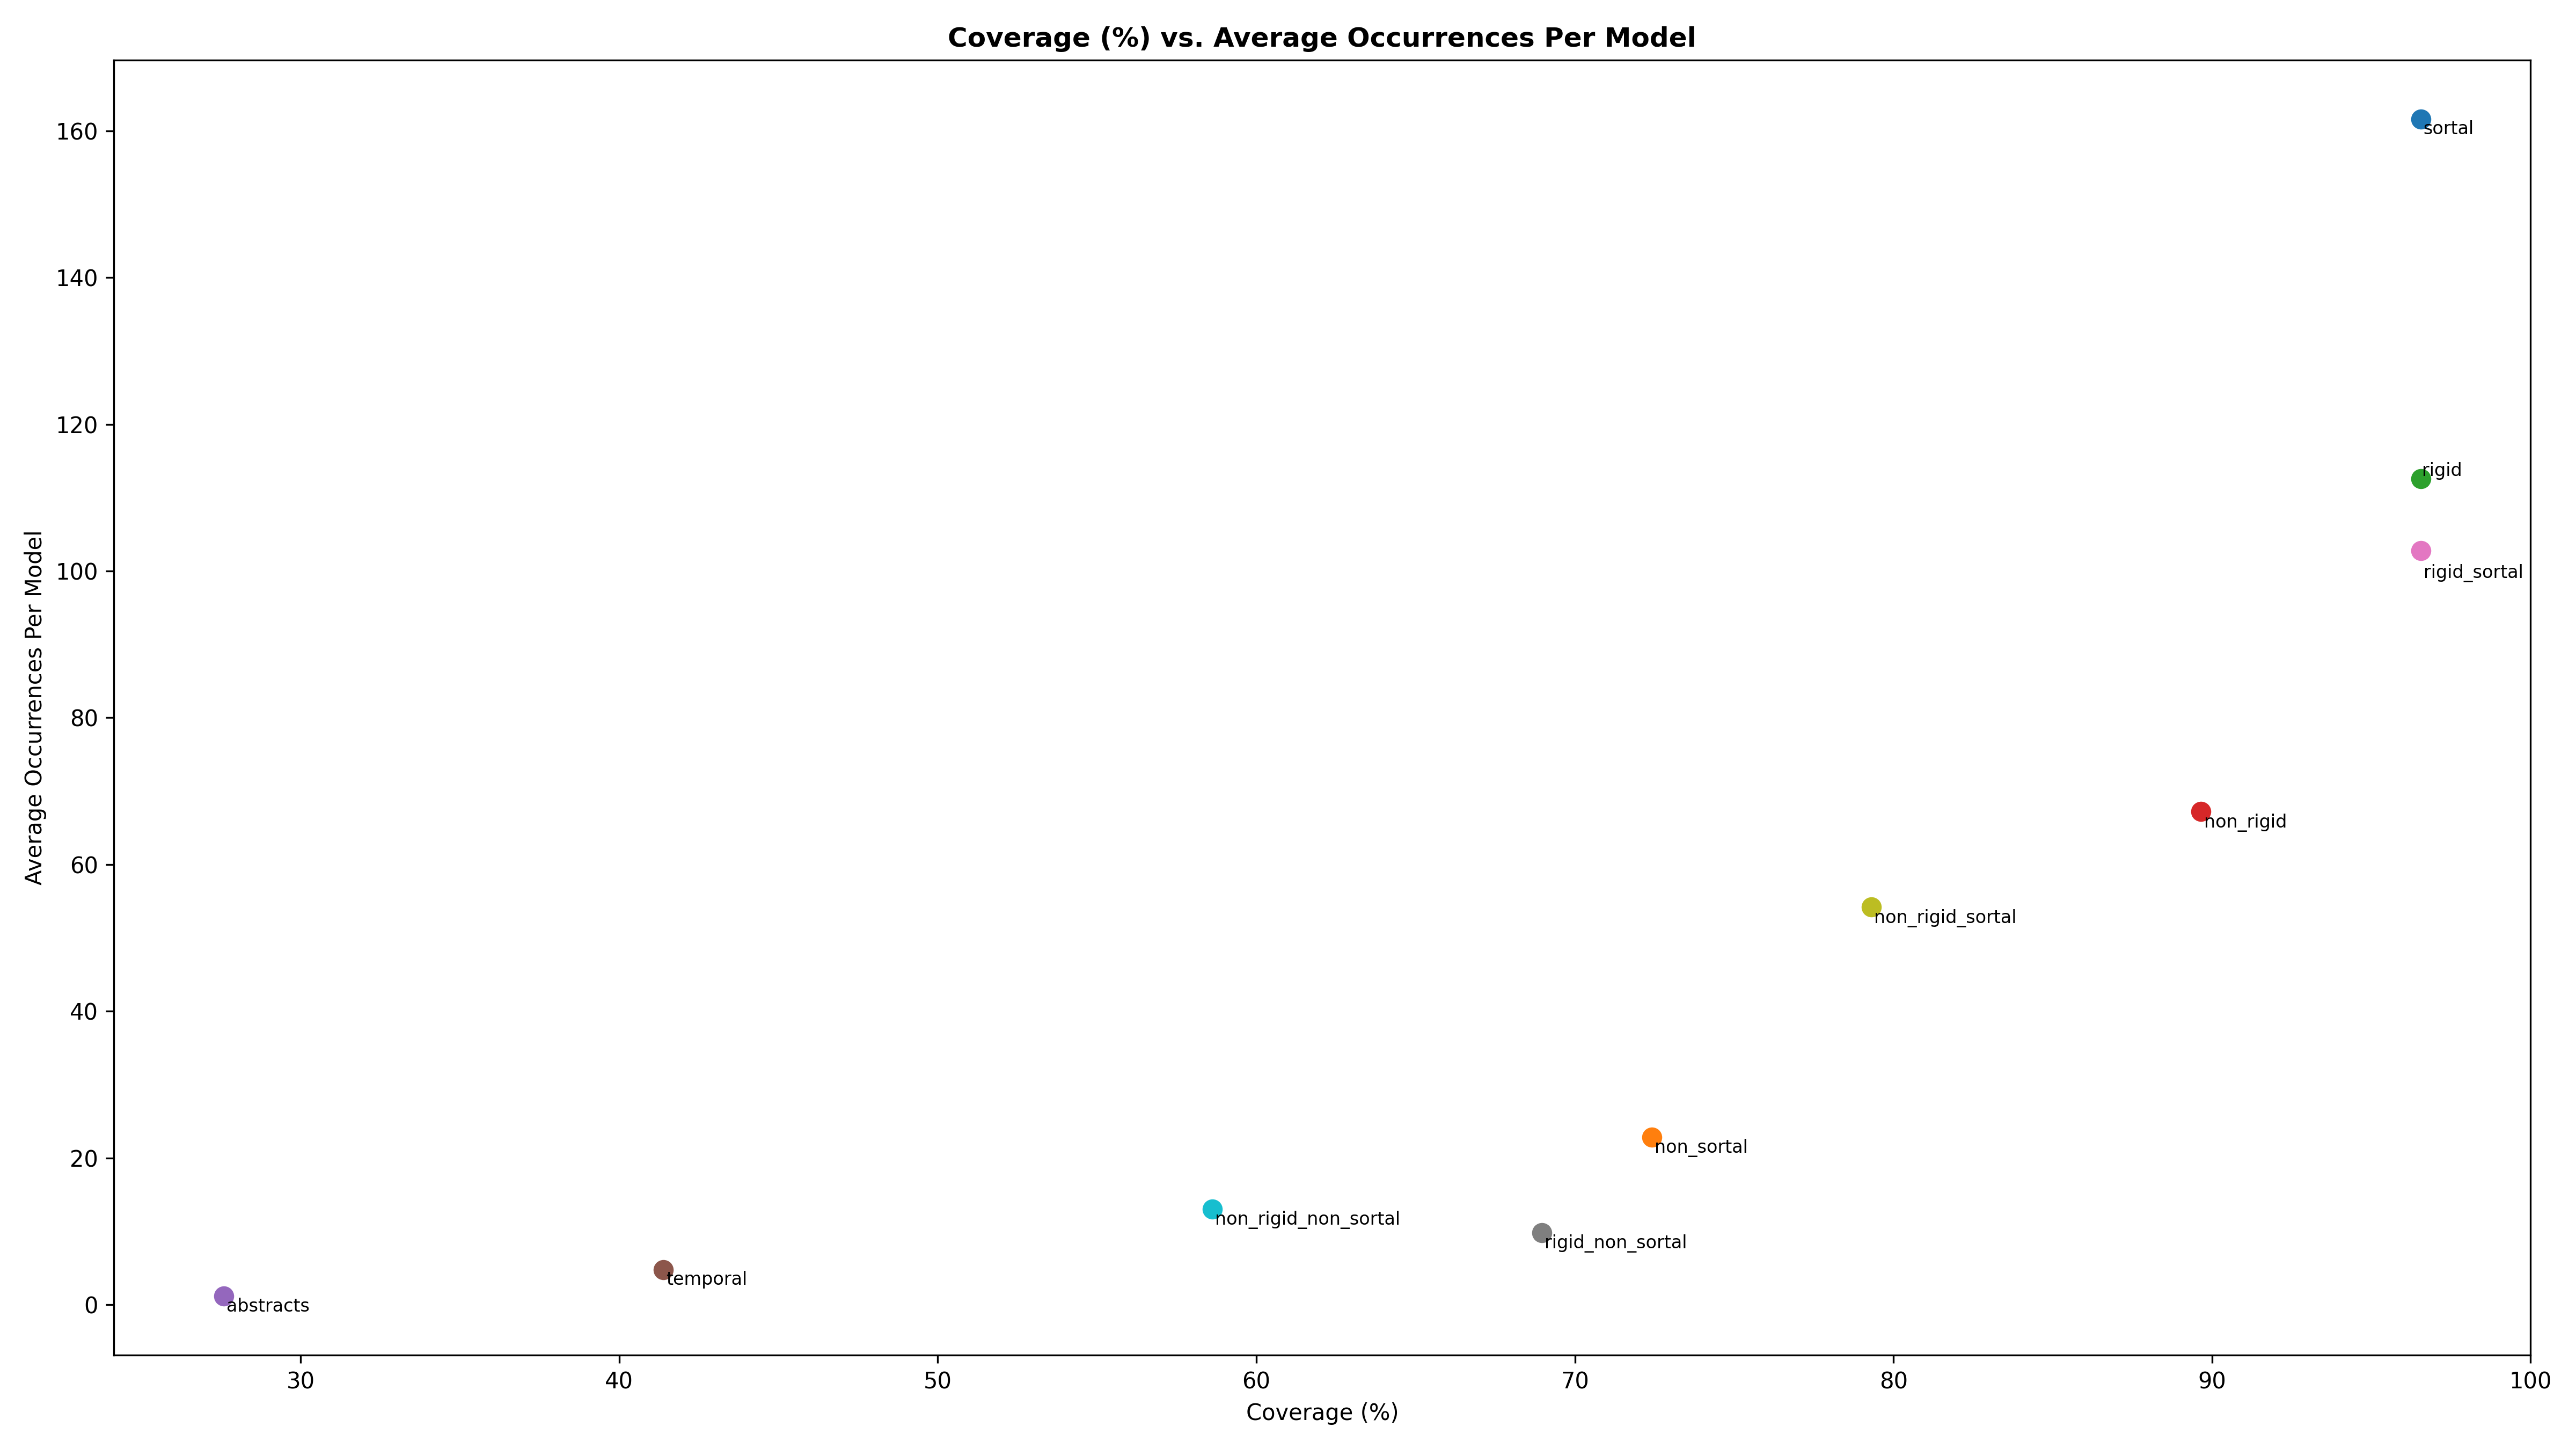 Coverage (%) vs. Average Occurrences Per Model
Average Occurrences Per Model
160
140
120
100
80
60
40
20
0
sortal
rigid
rigid_sortal
non_rigid
non_rigid_sortal
non_sortal
non_rigid_non_sortal
rigid_non_sortal
temporal
abstracts
30 40 50 60 70 80 90 100
Coverage (%)